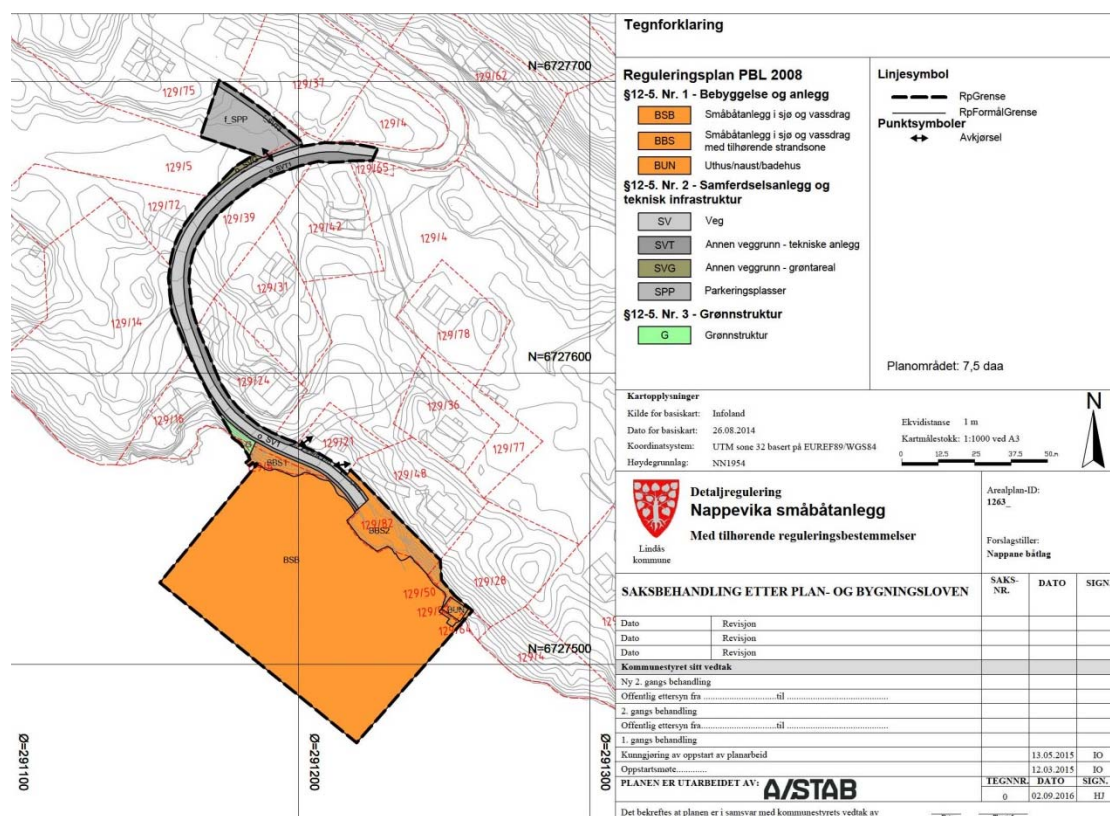 N=6727700
129/75
129/37
129/62
f_SPP
129/4
129/5
o_SVT1
129/65
129/72
129/39
129/42
129/4
129/31
129/14
129/78
N=6727600
129/24
129/16
129/36
o_SV1
129/21
129/77
BBS1
129/48
129/82
BBS2
BSB
129/28
129/50
BUN
129/64
N=6727500
129/4
Ø=291100
Ø=291200
Ø=291300
Tegnforklaring
Reguleringsplan PBL 2008
§12-5. Nr. 1 - Bebyggelse og anlegg
BSB Småbåtanlegg i sjø og vassdrag
BBS Småbåtanlegg i sjø og vassdrag
med tilhørende strandsone
BUN Uthus/naust/badehus
§12-5. Nr. 2 - Samferdselsanlegg og
teknisk infrastruktur
SV Veg
SVT Annen veggrunn - tekniske anlegg
SVG Annen veggrunn - grøntareal
SPP Parkeringsplasser
§12-5. Nr. 3 - Grønnstruktur
G Grønnstruktur
Linjesymbol
RpGrense
RpFormålGrense
Punktsymboler
Avkjørsel
Planområdet: 7,5 daa
Kartopplysninger
Kilde for basiskart: Infoland
Dato for basiskart: 26.08.2014
Koordinatsystem: UTM sone 32 basert på EUREF89/WGS84
Høydegrunnlag: NN1954
Ekvidistanse 1 m
Kartmålestokk: 1:1000 ved A3
0 12.5 25 37.5 50m
N
Lindås
kommune
Detaljregulering
Nappevika småbåtanlegg
Med tilhørende reguleringsbestemmelser
Arealplan-ID:
1263_
Forslagstiller:
Nappane båtlag
SAKSBEHANDLING ETTER PLAN- OG BYGNINGSLOVEN
SAKS-
NR. DATO SIGN.
Dato Revisjon
Dato Revisjon
Dato Revisjon
Kommunestyret sitt vedtak
Ny 2. gangs behandling
Offentlig ettersyn fra ..............................til ..........................................
2. gangs behandling
Offentlig ettersyn fra..............................til ..........................................
1. gangs behandling
Kunngjøring av oppstart av planarbeid 13.05.2015 IO
Oppstartsmøte............ 12.03.2015 IO
PLANEN ER UTARBEIDET AV: A/STAB
TEGNNR. DATO SIGN.
0 02.09.2016 HJ
Det bekreftes at planen er i samsvar med kommunestyrets vedtak av